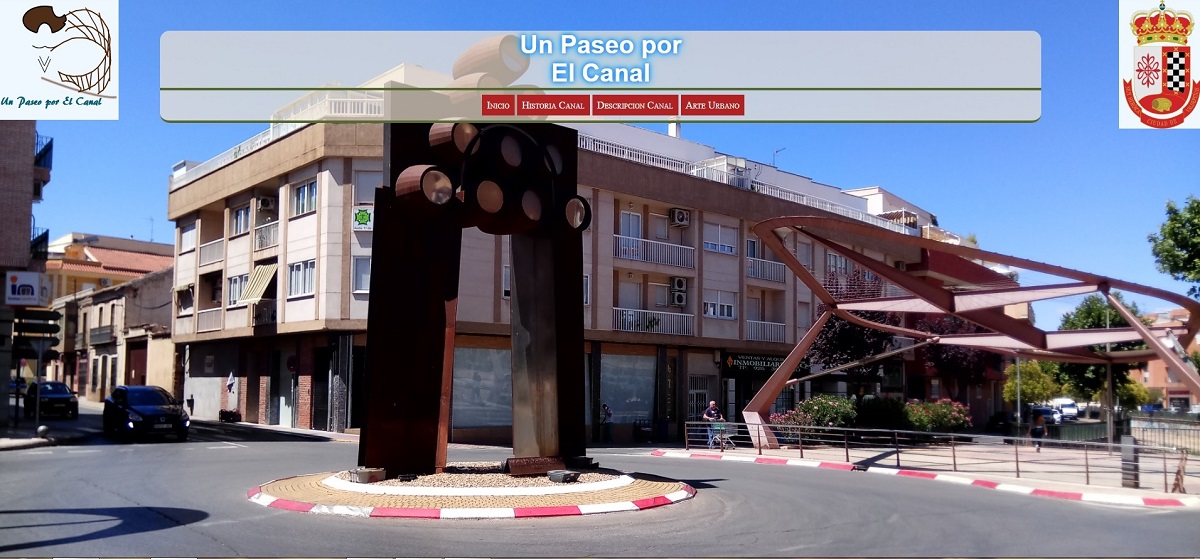 Un Paseo por
El Canal
Inicio
Historia Canal
Descripcion Canal
Arte Urbano
Un Paseo por El Canal
INMOBILIARIA